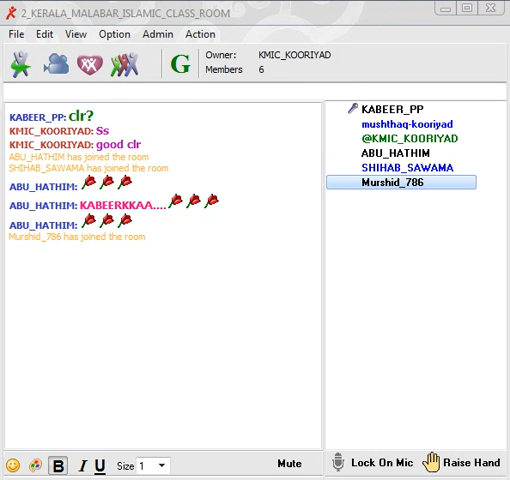 2_KERALA_MALABAR_ISLAMIC_CLASS_ROOM
File Edit View Option Admin Action
G Owner: KMIC_KOORIYAD
Members 6
KABEER_PP: clr?
KMIC_KOORIYAD: Ss
KMIC_KOORIYAD: good clr
ABU_HATHIM has joined the room
SHIHAB_SAWAMA has joined the room
ABU_HATHIM:
ABU_HATHIM: KABEERKKAA....
ABU_HATHIM:
Murshid_786 has joined the room
KABEER_PP
mushthaq-kooriyad
@KMIC_KOORIYAD
ABU_HATHIM
SHIHAB_SAWAMA
Murshid_786
B I U Size 1 Mute Lock On Mic Raise Hand